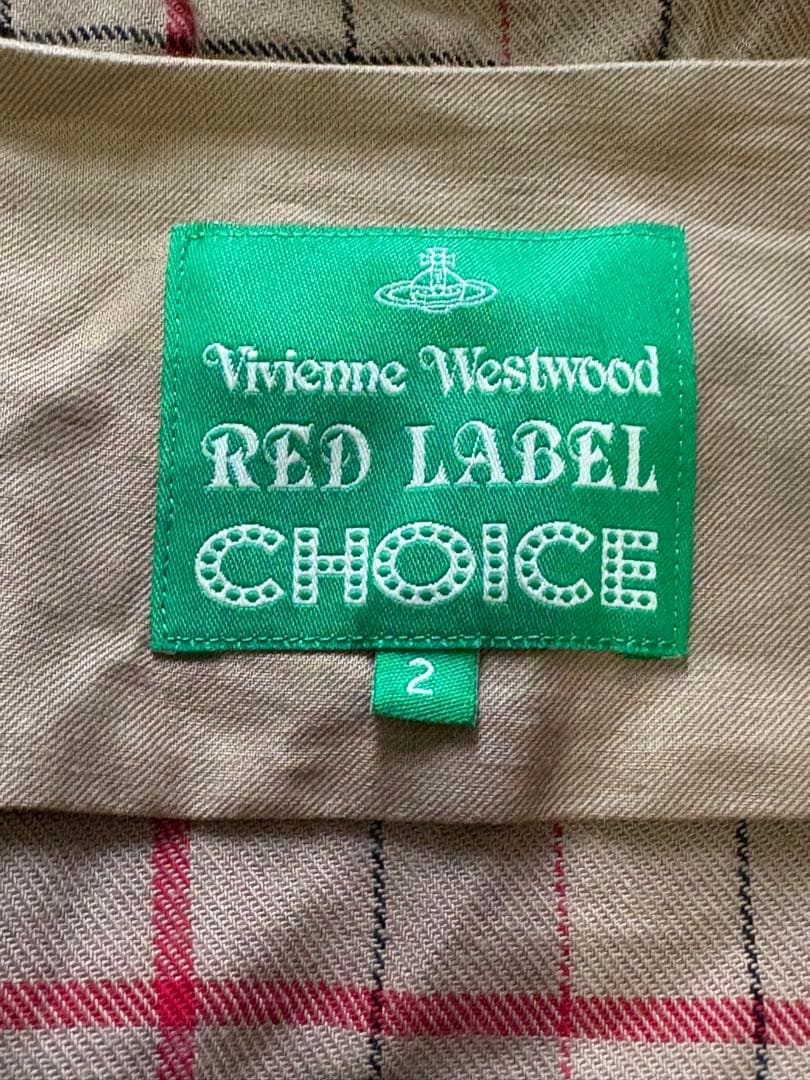 Vivienne Westwood
RED LABEL
CHOICE
2